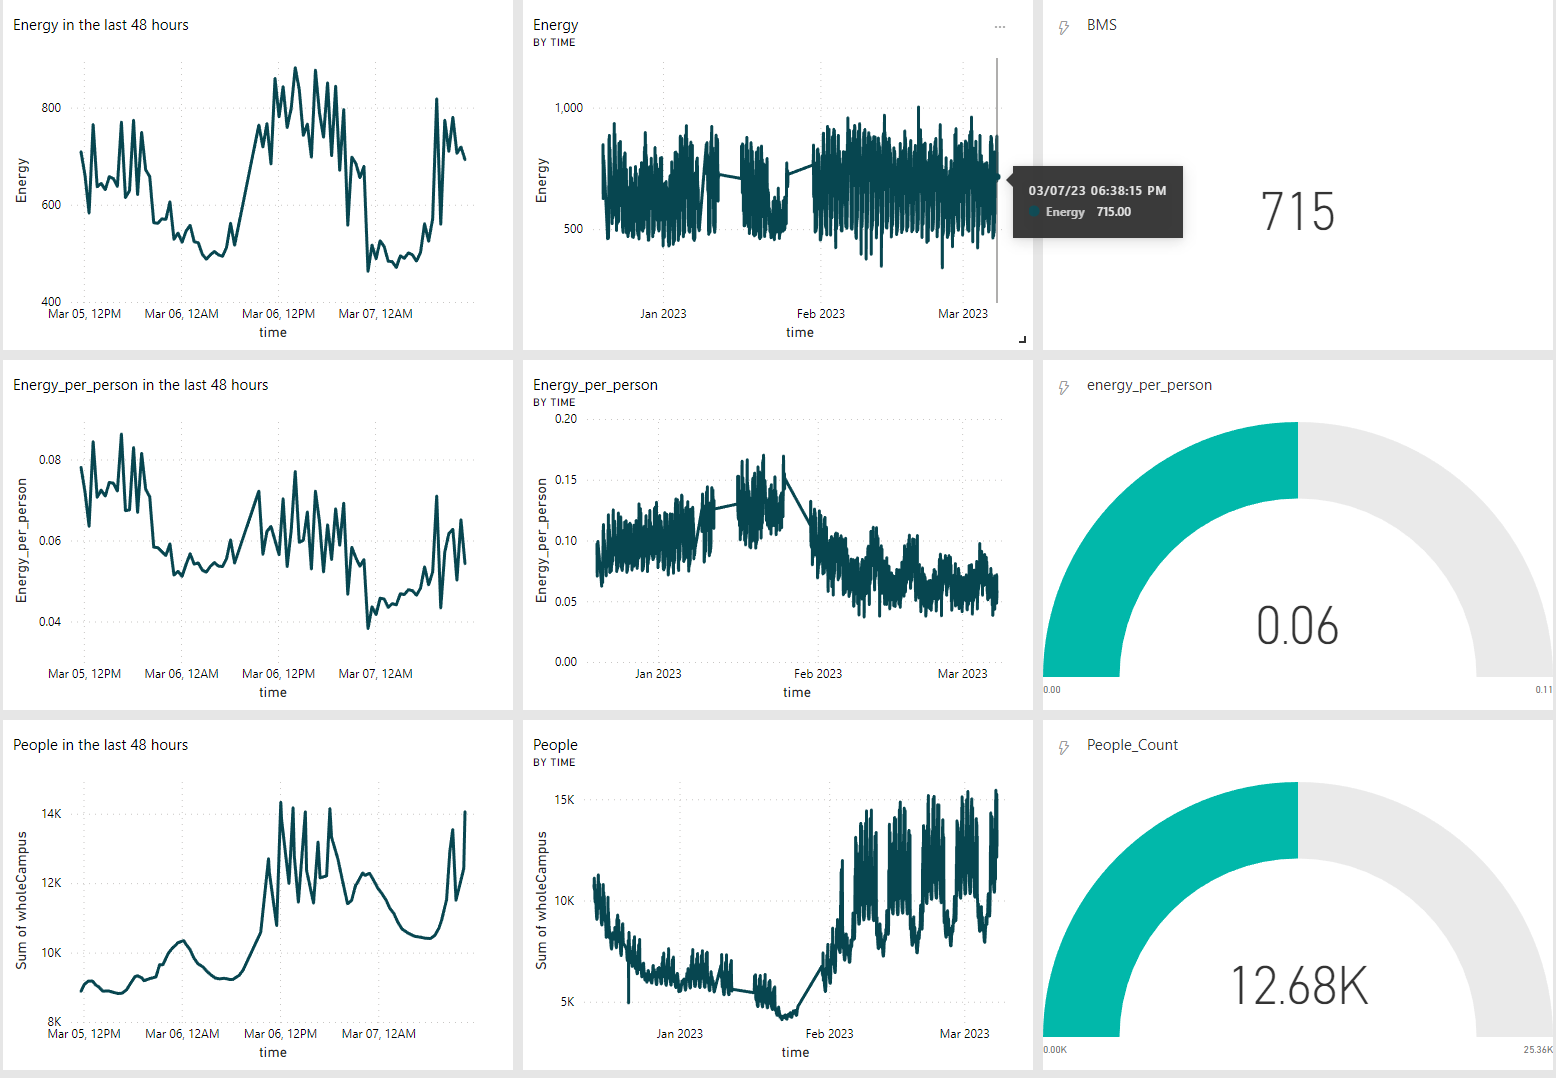 Energy in the last 48 hours
Energy
800
600
400
Mar 05, 12PM Mar 06, 12AM Mar 06, 12PM Mar 07, 12AM
time
Energy
BY TIME
...
Energy
1,000
500
Jan 2023 Feb 2023 Mar 2023
time
03/07/23 06:38:15 PM
Energy 715.00
BMS
715
Energy_per_person in the last 48 hours
Energy_per_person
0.08
0.06
0.04
Mar 05, 12PM Mar 06, 12AM Mar 06, 12PM Mar 07, 12AM
time
Energy_per_person
BY TIME
Energy_per_person
0.20
0.15
0.10
0.05
0.00
Jan 2023 Feb 2023 Mar 2023
time
energy_per_person
0.06
0.00 0.11
People in the last 48 hours
Sum of wholeCampus
14K
12K
10K
8K
Mar 05, 12PM Mar 06, 12AM Mar 06, 12PM Mar 07, 12AM
time
People
BY TIME
Sum of wholeCampus
15K
10K
5K
Jan 2023 Feb 2023 Mar 2023
time
People_Count
12.68K
0.00K 25.36K